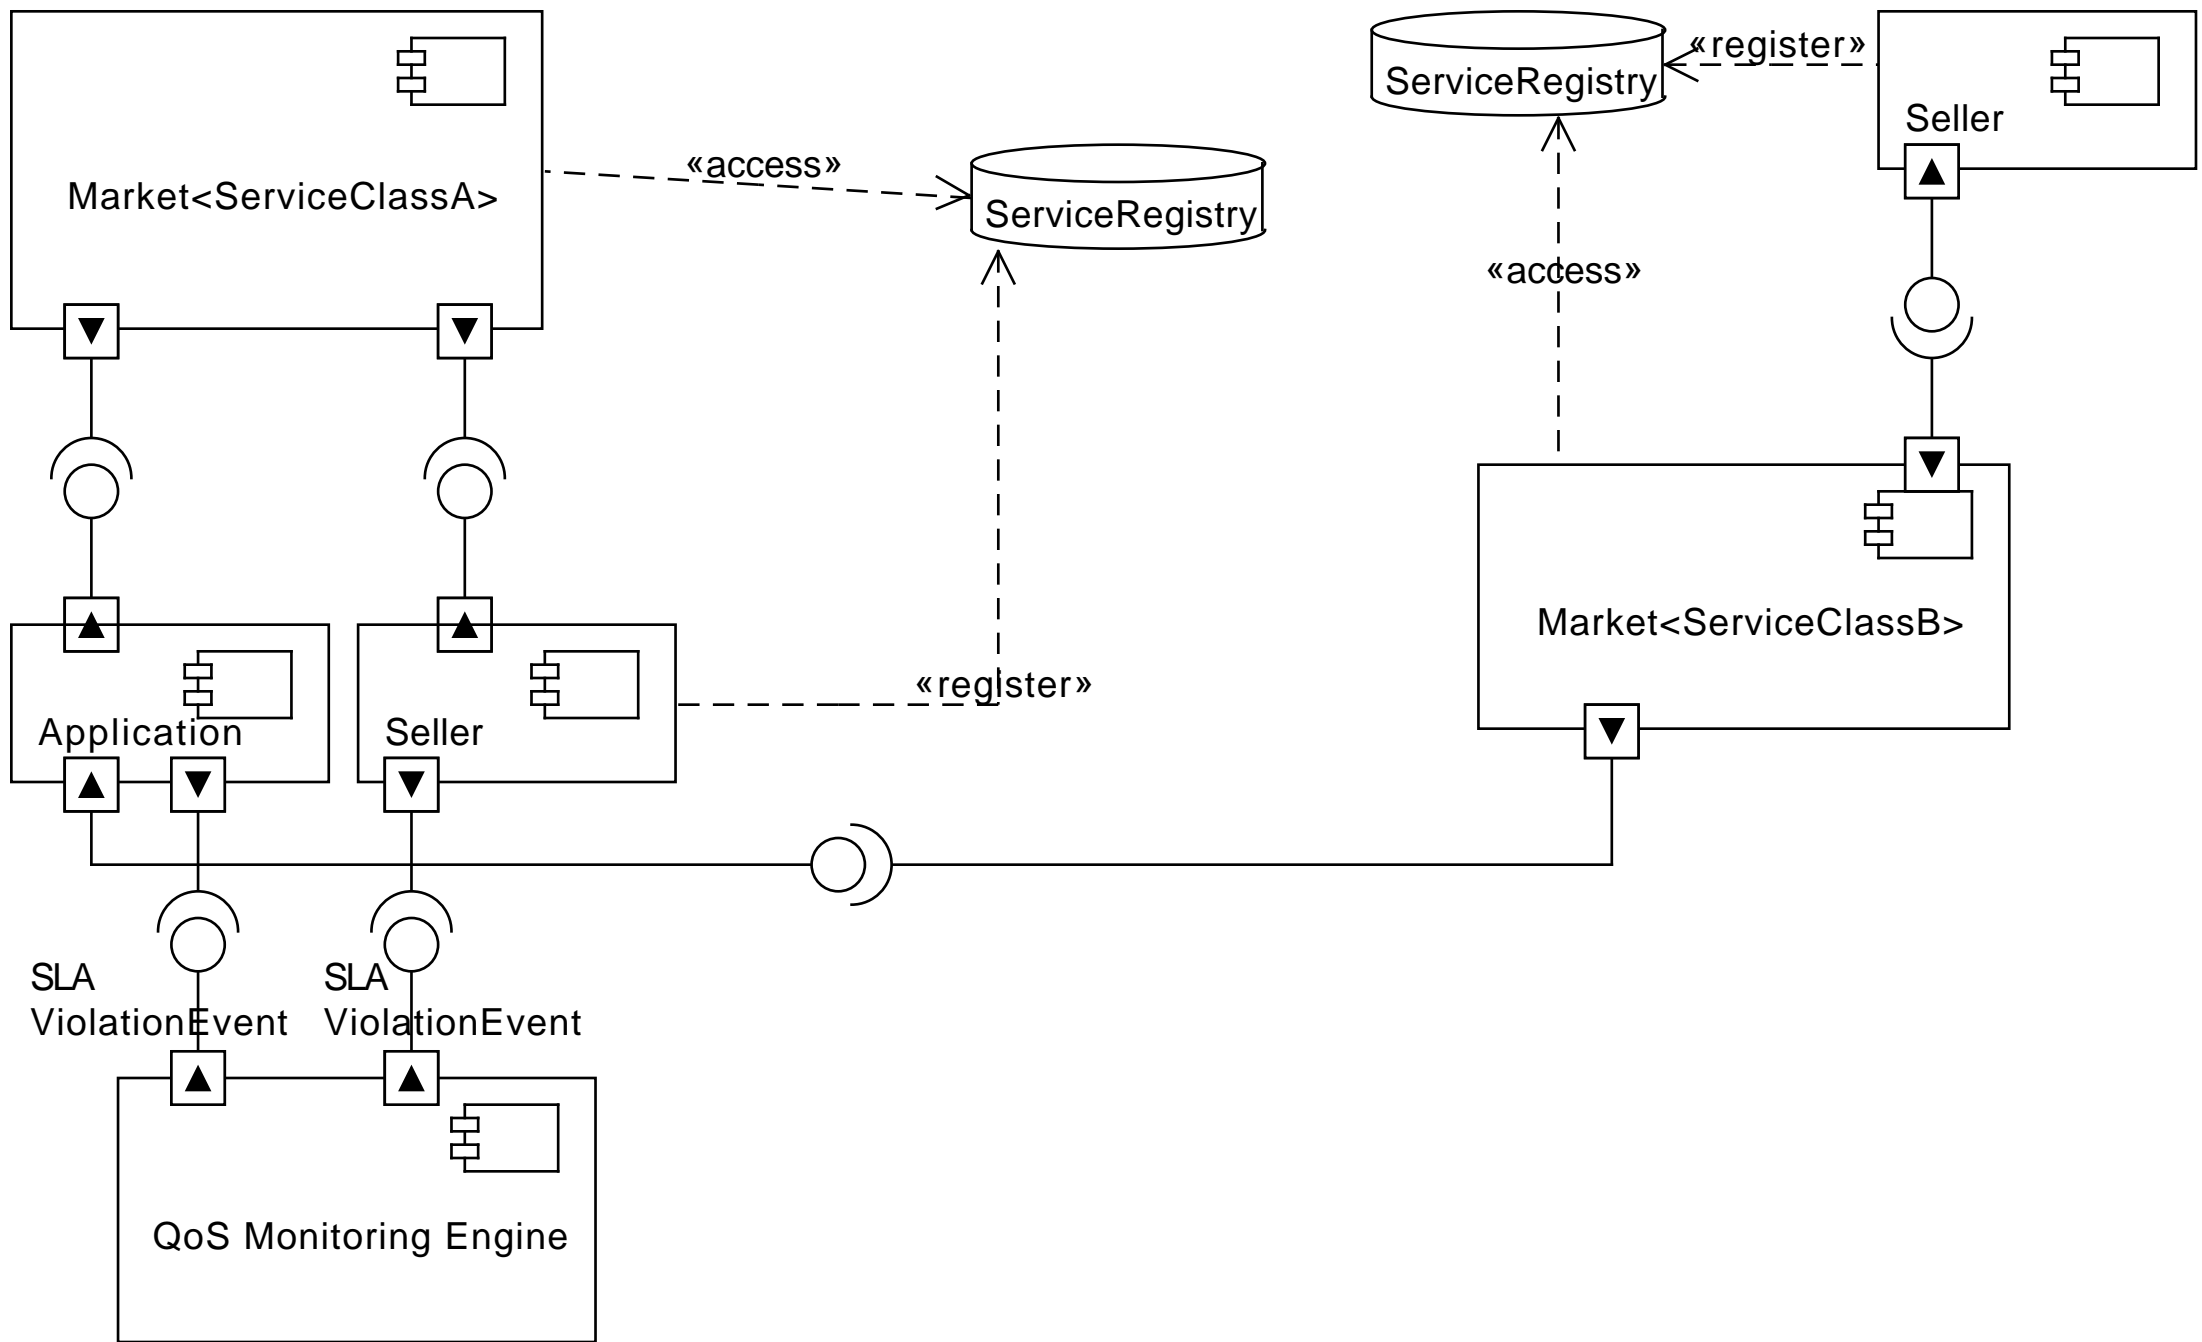 «register»
ServiceRegistry
Seller
«access»
Market<ServiceClassA>
ServiceRegistry
«access»
Market<ServiceClassB>
«register»
Application
Seller
SLA
ViolationEvent
SLA
ViolationEvent
QoS Monitoring Engine